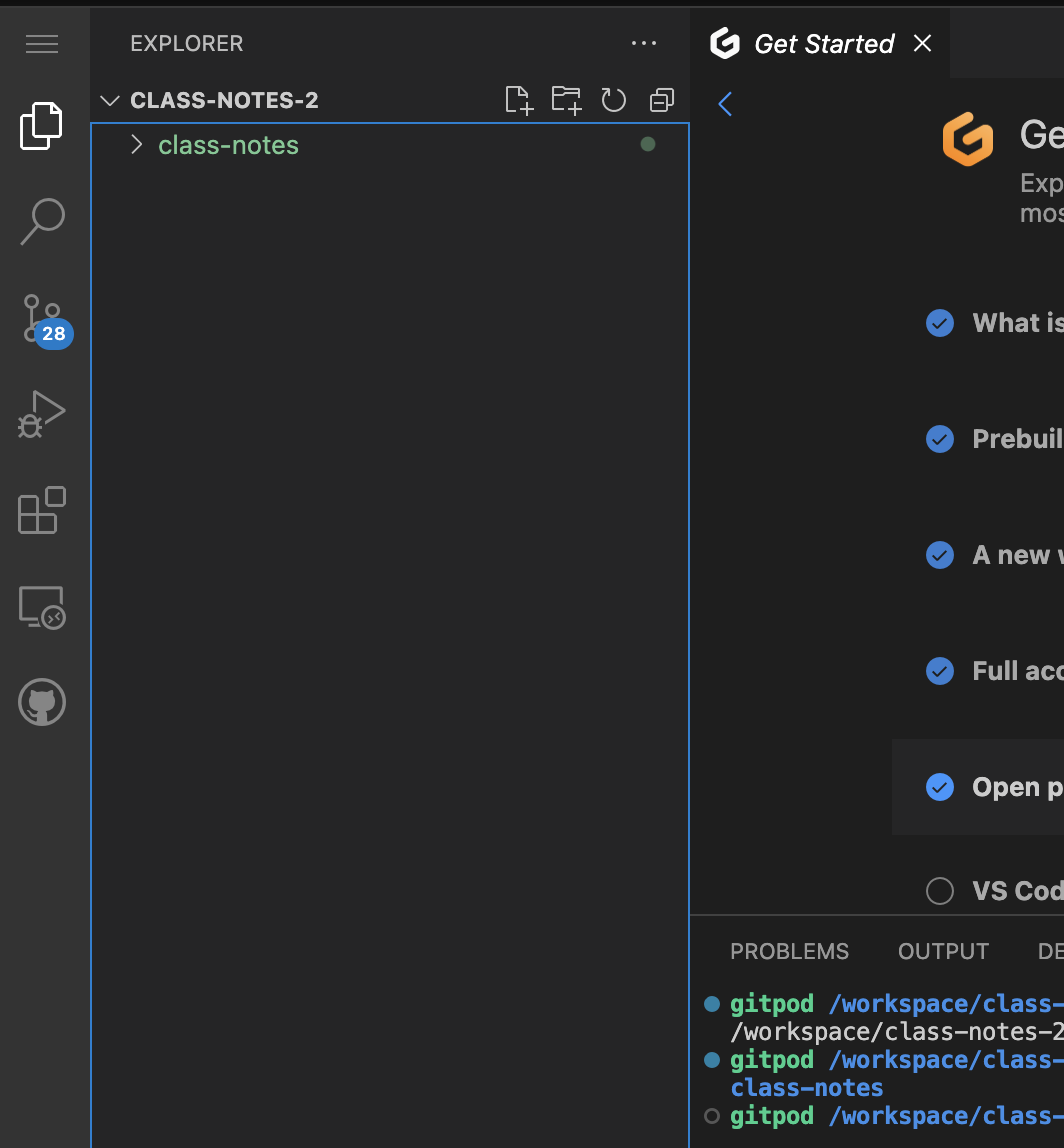 EXPLORER
CLASS-NOTES-2
class-notes
28
Get Started
Ge
Exp
mos
What is
Prebuil
A new
Full acc
Open p
VS Cod
PROBLEMS OUTPUT DE
gitpod /workspace/class-
/workspace/class-notes-2
gitpod /workspace/class-
class-notes
gitpod /workspace/class-